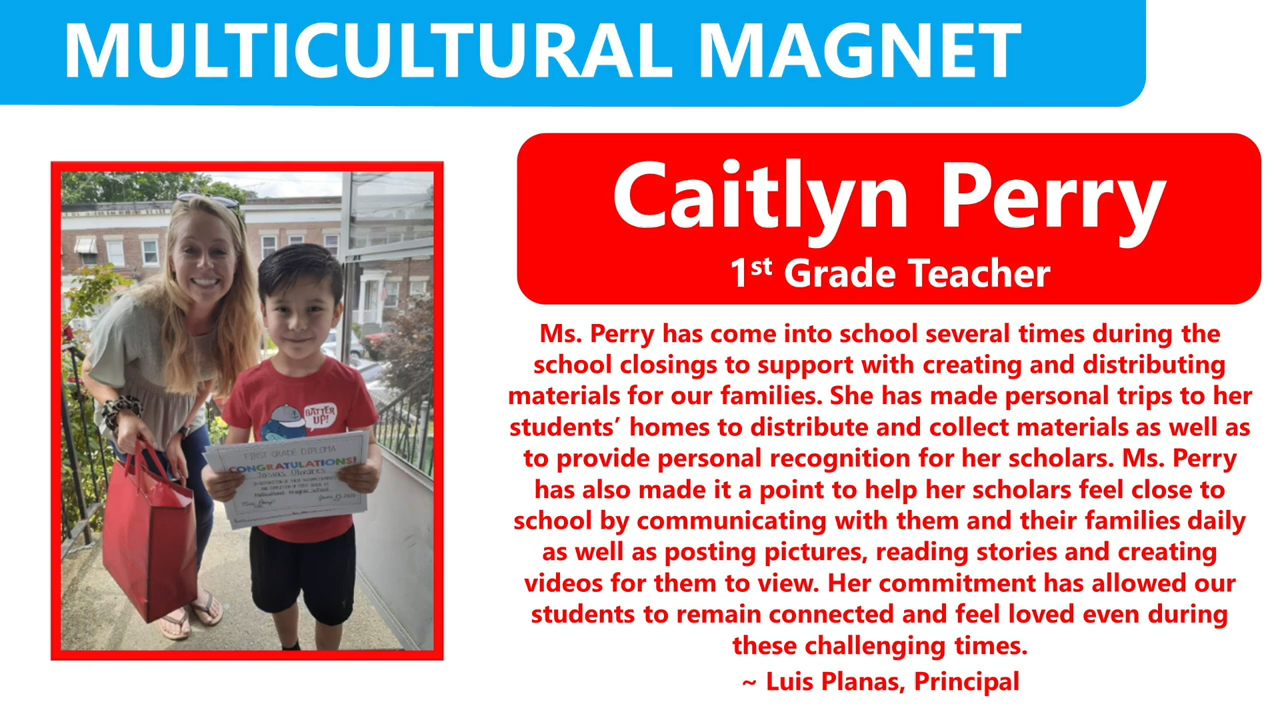 MULTICULTURAL MAGNET
Caitlyn Perry
1st Grade Teacher
Ms. Perry has come into school several times during the
school closings to support with creating and distributing
materials for our families. She has made personal trips to her
students’ homes to distribute and collect materials as well as
to provide personal recognition for her scholars. Ms. Perry
has also made it a point to help her scholars feel close to
school by communicating with them and their families daily
as well as posting pictures, reading stories and creating
videos for them to view. Her commitment has allowed our
students to remain connected and feel loved even during
these challenging times.
~ Luis Planas, Principal
BATTER
UP!
FIRST GRADE DIPLOMA
CONGRATULATIONS!